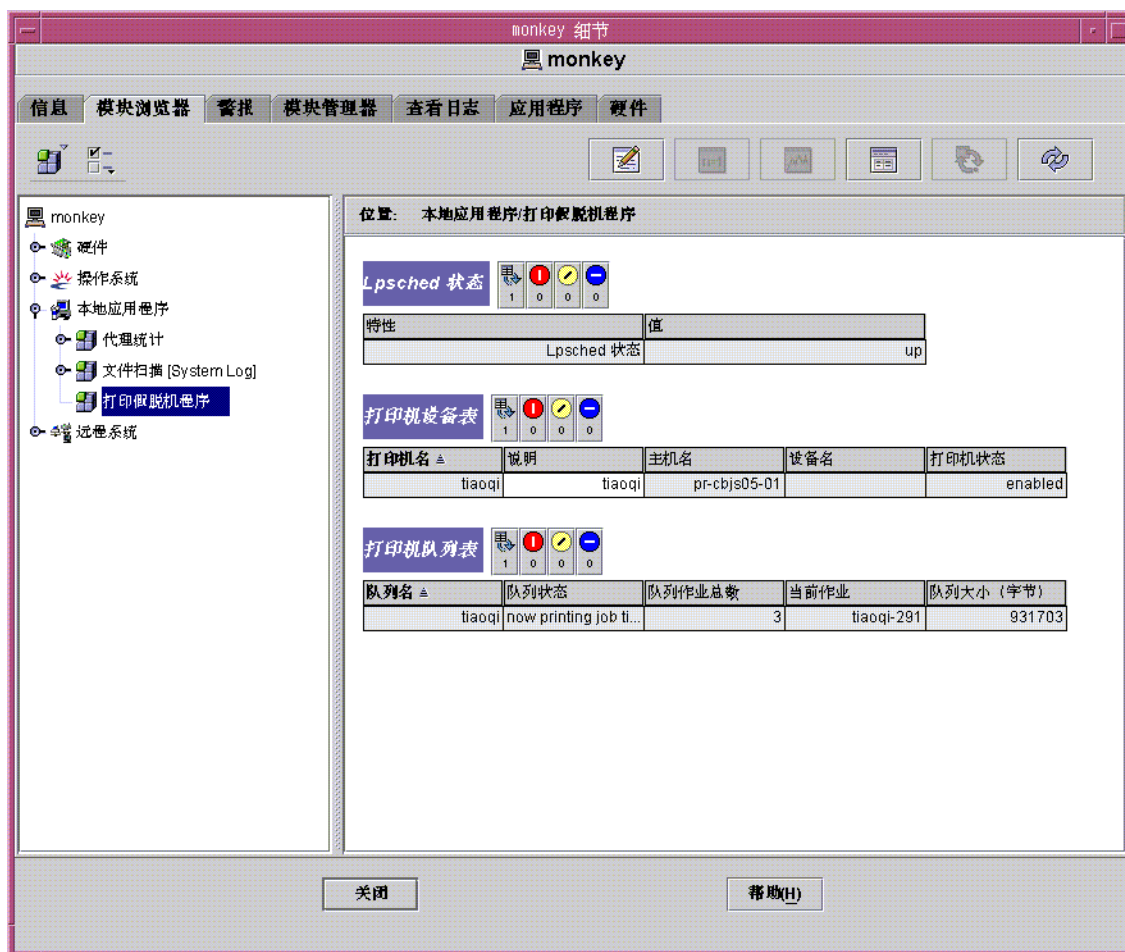 monkey 细节
monkey
信息 模块浏览器 警报 模块管理器 查看日志 应用程序 硬件
monkey
硬件
操作系统
本地应用程序
代理统计
文件扫描 [System Log]
打印假脱机程序
远程系统
位置: 本地应用程序/打印假脱机程序
Lpsched 状态 1 0 0 0
特性 值
Lpsched 状态 up
打印机设备表 1 0 0 0
打印机名 说明 主机名 设备名 打印机状态
tiaoqi tiaoqi pr-cbjs05-01 enabled
打印机队列表 1 0 0 0
队列名 队列状态 队列作业总数 当前作业 队列大小 (字节)
tiaoqi now printing job ti... 3 tiaoqi-291 931703
关闭 帮助(H)